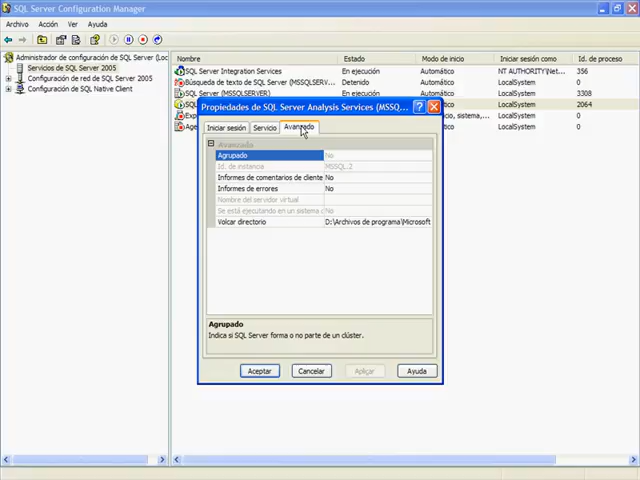 SQL Server Configuration Manager
Archivo Acción Ver Ayuda
Administrador de configuración de SQL Server (Loc
Servicios de SQL Server 2005
Configuración de red de SQL Server 2005
Configuración de SQL Native Client
Nombre Estado Modo de inicio Iniciar sesión como Id. de proceso
SQL Server Integration Services En ejecución Automático NT AUTHORITY\Net... 356
Búsqueda de texto de SQL Server (MSSQLSERV... Detenido Automático LocalSystem 0
SQL Server (MSSQLSERVER) En ejecución Automático LocalSystem 3308
LocalSystem 2064
cio, sistema,... 0
LocalSystem 0
Propiedades de SQL Server Analysis Services (MSSQ...
Iniciar sesión Servicio Avanzado
Avanzado
Agrupado No
Id. de instancia MSSQL.2
Informes de comentarios de cliente No
Informes de errores No
Nombre del servidor virtual
Se está ejecutando en un sistema c No
Volcar directorio D:\Archivos de programa\Microsoft
Agrupado
Indica si SQL Server forma o no parte de un clúster.
Aceptar Cancelar Aplicar Ayuda